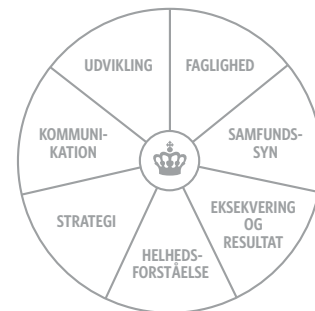 UDVIKLING
FAGLIGHED
KOMMUNI-
KATION
SAMFUNDS-
SYN
STRATEGI
EKSEKVERING
OG
RESULTAT
HELHEDS-
FORSTÅELSE